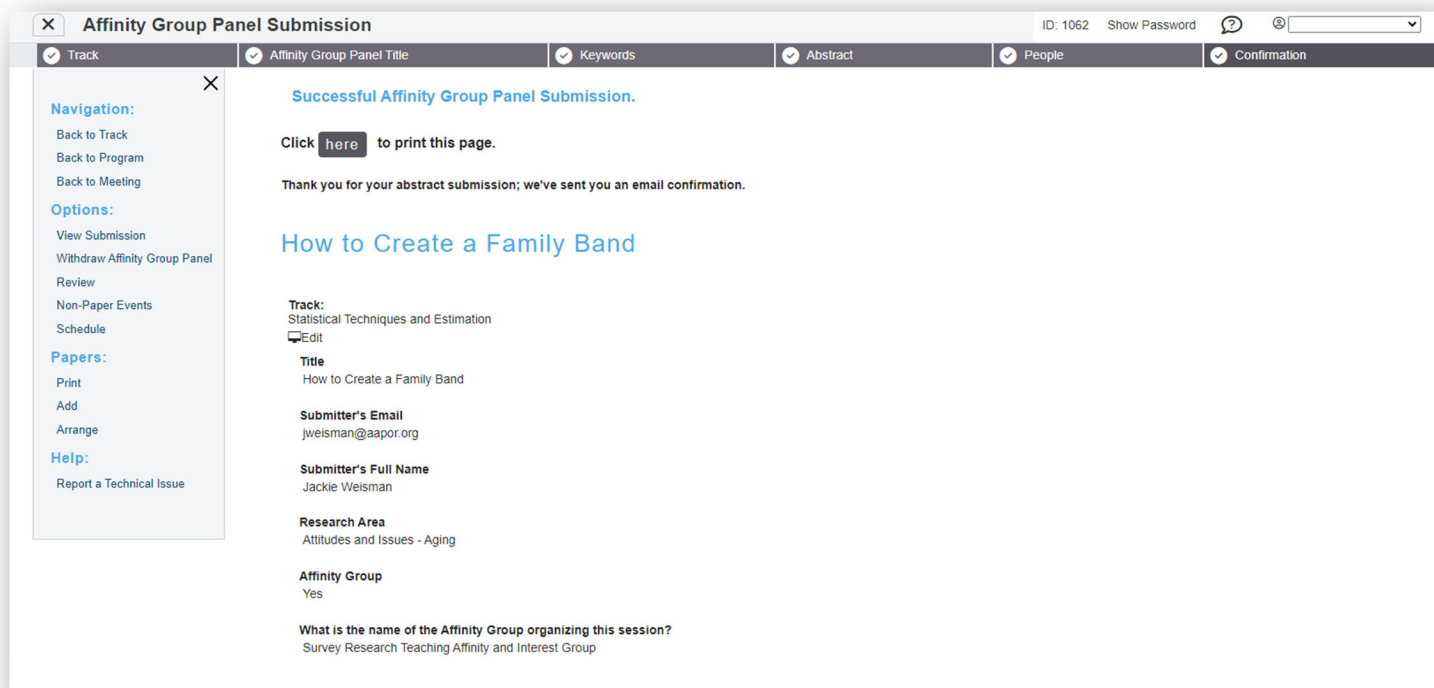 Affinity Group Panel Submission
ID: 1062 Show Password
Track Affinity Group Panel Title Keywords Abstract People Confirmation
Navigation:
Back to Track
Back to Program
Back to Meeting
Options:
View Submission
Withdraw Affinity Group Panel
Review
Non-Paper Events
Schedule
Papers:
Print
Add
Arrange
Help:
Report a Technical Issue
Successful Affinity Group Panel Submission.
Click here to print this page.
Thank you for your abstract submission; we've sent you an email confirmation.
How to Create a Family Band
Track:
Statistical Techniques and Estimation
Edit
Title
How to Create a Family Band
Submitter's Email
jweisman@aapor.org
Submitter's Full Name
Jackie Weisman
Research Area
Attitudes and Issues - Aging
Affinity Group
Yes
What is the name of the Affinity Group organizing this session?
Survey Research Teaching Affinity and Interest Group